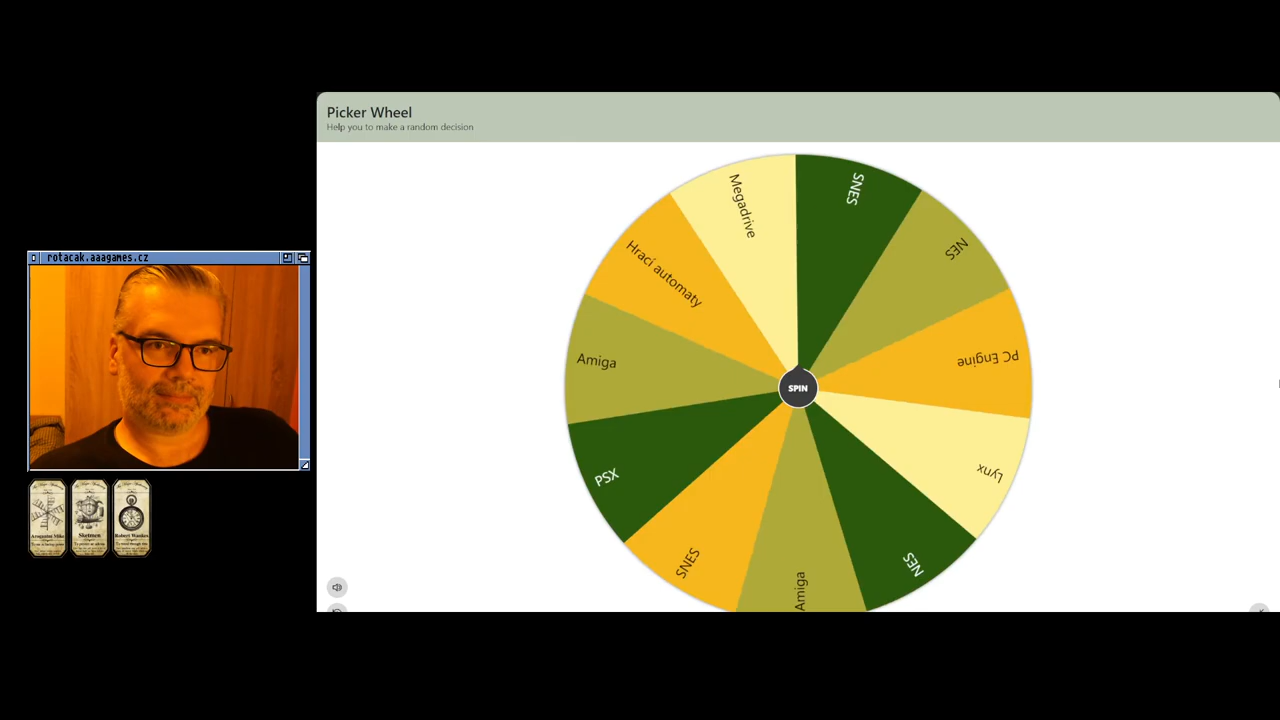 Picker Wheel
Help you to make a random decision
rotacak.aaagames.cz
SNES
NES
PC Engine
Lynx
NES
Amiga
SNES
PSX
Amiga
Hrací automaty
Megadrive
SPIN
Sketmen